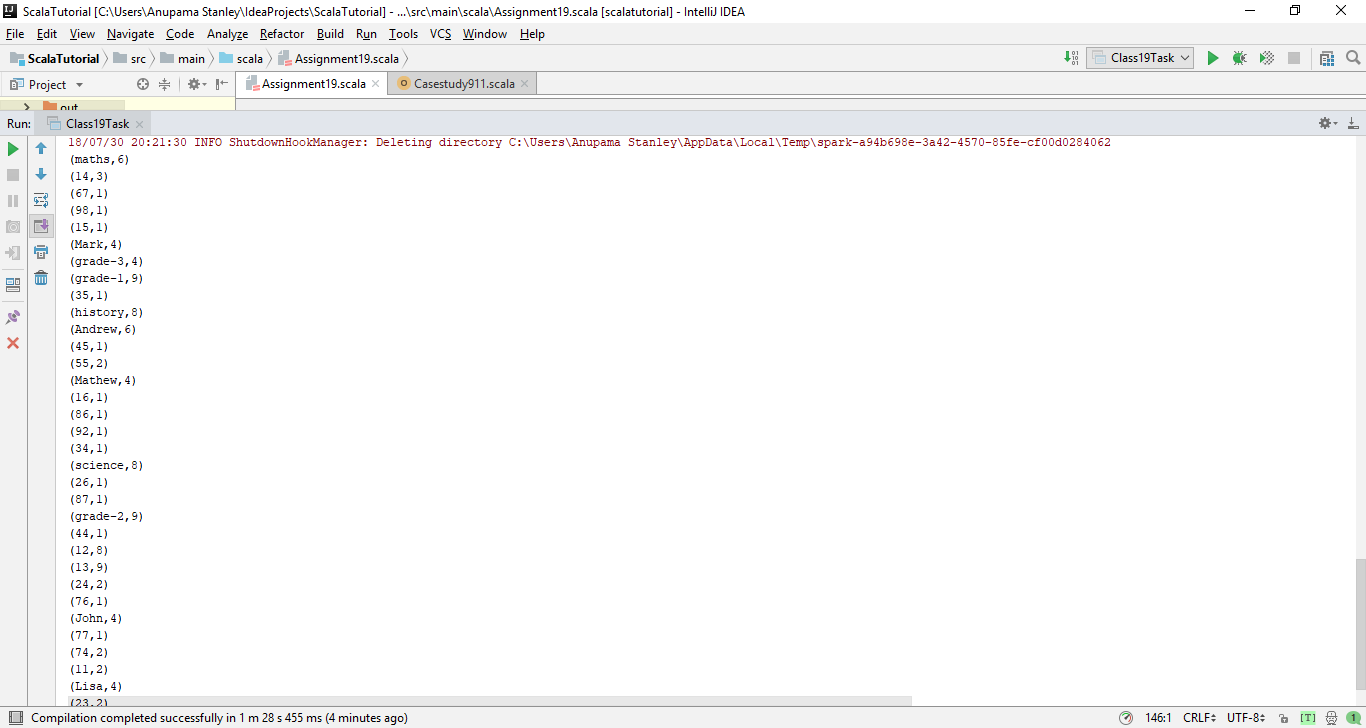 ScalaTutorial [C:\Users\Anupama Stanley\IdeaProjects\ScalaTutorial] - ...\src\main\scala\Assignment19.scala [scalatutorial] - IntelliJ IDEA
File Edit View Navigate Code Analyze Refactor Build Run Tools VCS Window Help
ScalaTutorial src main scala Assignment19.scala Class19Task
Project Assignment19.scala Casestudy911.scala
out
Run: Class19Task
18/07/30 20:21:30 INFO ShutdownHookManager: Deleting directory C:\Users\Anupama Stanley\AppData\Local\Temp\spark-a94b698e-3a42-4570-85fe-cf00d0284062
(maths,6)
(14,3)
(67,1)
(98,1)
(15,1)
(Mark,4)
(grade-3,4)
(grade-1,9)
(35,1)
(history,8)
(Andrew,6)
(45,1)
(55,2)
(Mathew,4)
(16,1)
(86,1)
(92,1)
(34,1)
(science,8)
(26,1)
(87,1)
(grade-2,9)
(44,1)
(12,8)
(13,9)
(24,2)
(76,1)
(John,4)
(77,1)
(74,2)
(11,2)
(Lisa,4)
(23,2)
Compilation completed successfully in 1 m 28 s 455 ms (4 minutes ago) 146:1 CRLF UTF-8 [T] 1